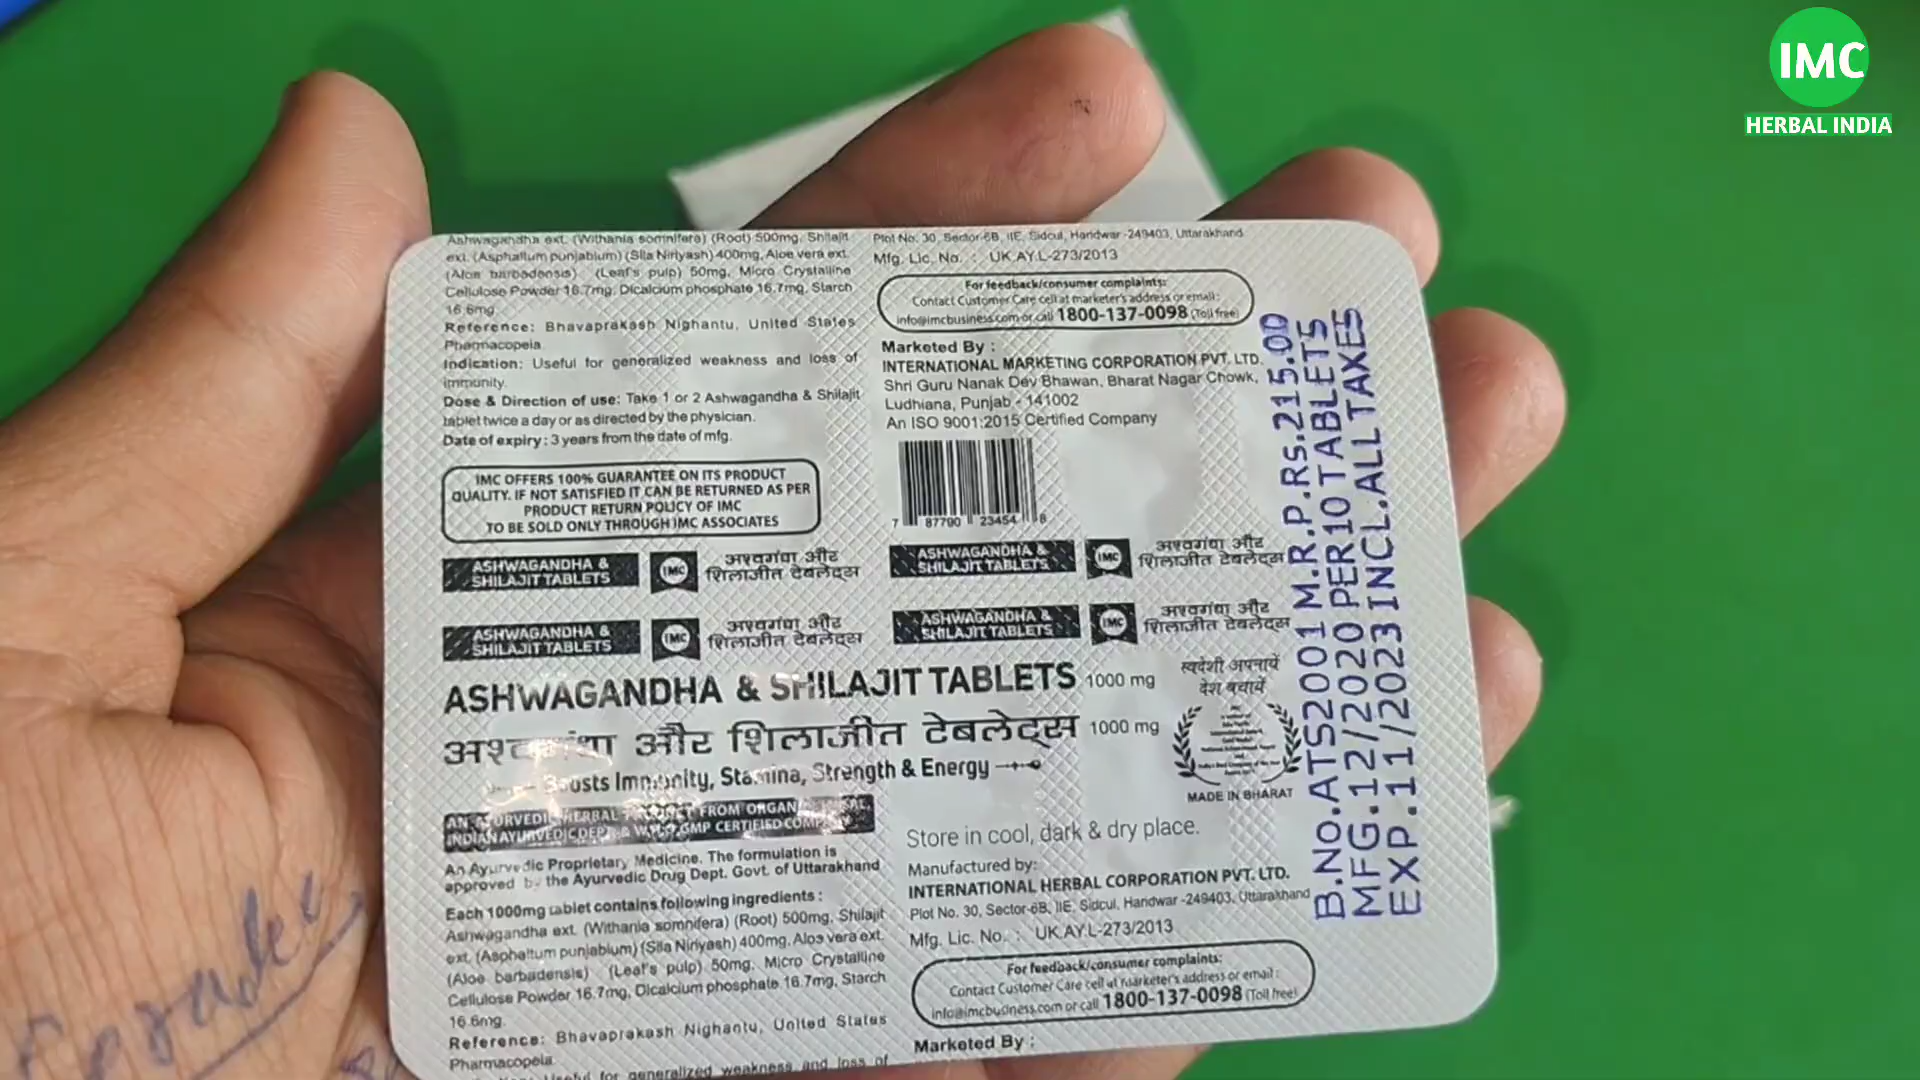 IMC
HERBAL INDIA
Ashwagandha ext. (Withania somnifera) (Root) 500mg, Shilajit
ext. (Asphaltum punjabium) (Sila Niriyash) 400mg, Aloe vera ext.
(Aloe barbadensis) (Leaf's pulp) 50mg, Micro Crystalline
Cellulose Powder 16.7mg, Dicalcium phosphate 16.7mg, Starch
16.6mg.
Reference: Bhavaprakash Nighantu, United States
Pharmacopeia.
Indication: Useful for generalized weakness and loss of
immunity.
Dose & Direction of use: Take 1 or 2 Ashwagandha & Shilajit
tablet twice a day or as directed by the physician.
Date of expiry : 3 years from the date of mfg.
IMC OFFERS 100% GUARANTEE ON ITS PRODUCT
QUALITY. IF NOT SATISFIED IT CAN BE RETURNED AS PER
PRODUCT RETURN POLICY OF IMC
TO BE SOLD ONLY THROUGH IMC ASSOCIATES
Plot No. 30, Sector-6B, IIE, Sidcul, Haridwar -249403, Uttarakhand
Mfg. Lic. No. : UK.AY.L-273/2013
For feedback/consumer complaints:
Contact Customer Care cell at marketer's address or email:
info@imcbusiness.com or call 1800-137-0098 (Toll free)
Marketed By :
INTERNATIONAL MARKETING CORPORATION PVT. LTD.
Shri Guru Nanak Dev Bhawan, Bharat Nagar Chowk,
Ludhiana, Punjab - 141002
An ISO 9001:2015 Certified Company
7 87790 23454 8
ASHWAGANDHA &
SHILAJIT TABLETS
IMC
अश्वगंधा और
शिलाजीत टेबलेट्स
ASHWAGANDHA &
SHILAJIT TABLETS
IMC
अश्वगंधा और
शिलाजीत टेबलेट्स
ASHWAGANDHA &
SHILAJIT TABLETS
IMC
अश्वगंधा और
शिलाजीत टेबलेट्स
ASHWAGANDHA &
SHILAJIT TABLETS
IMC
अश्वगंधा और
शिलाजीत टेबलेट्स
ASHWAGANDHA & SHILAJIT TABLETS 1000 mg
अश्वगंधा और शिलाजीत टेबलेट्स 1000 mg
Boosts Immunity, Stamina, Strength & Energy
AN AYURVEDIC HERBAL PRODUCT FROM ORGAN
INDIAN AYURVEDIC DEPT. & W.H.O. GMP CERTIFIED COMPANY
An Ayurvedic Proprietary Medicine. The formulation is
approved by the Ayurvedic Drug Dept. Govt. of Uttarakhand
Each 1000mg tablet contains following ingredients :
Ashwagandha ext. (Withania somnifera) (Root) 500mg, Shilajit
ext. (Asphaltum punjabium) (Sila Niriyash) 400mg, Aloe vera ext.
(Aloe barbadensis) (Leaf's pulp) 50mg, Micro Crystalline
Cellulose Powder 16.7mg, Dicalcium phosphate 16.7mg, Starch
16.6mg.
Reference: Bhavaprakash Nighantu, United States
Pharmacopeia.
Useful for generalized weakness and loss of
स्वदेशी अपनायें
देश बचायें
MADE IN BHARAT
Store in cool, dark & dry place.
Manufactured by:
INTERNATIONAL HERBAL CORPORATION PVT. LTD.
Plot No. 30, Sector-6B, IIE, Sidcul, Haridwar -249403, Uttarakhand
Mfg. Lic. No. : UK.AY.L-273/2013
For feedback/consumer complaints:
Contact Customer Care cell at marketer's address or email :
info@imcbusiness.com or call 1800-137-0098 (Toll free)
Marketed By :
B.No.ATS2001 M.R.P.Rs.215.00
MFG.12/2020 PER10 TABLETS
EXP.11/2023 INCL.ALL TAXES